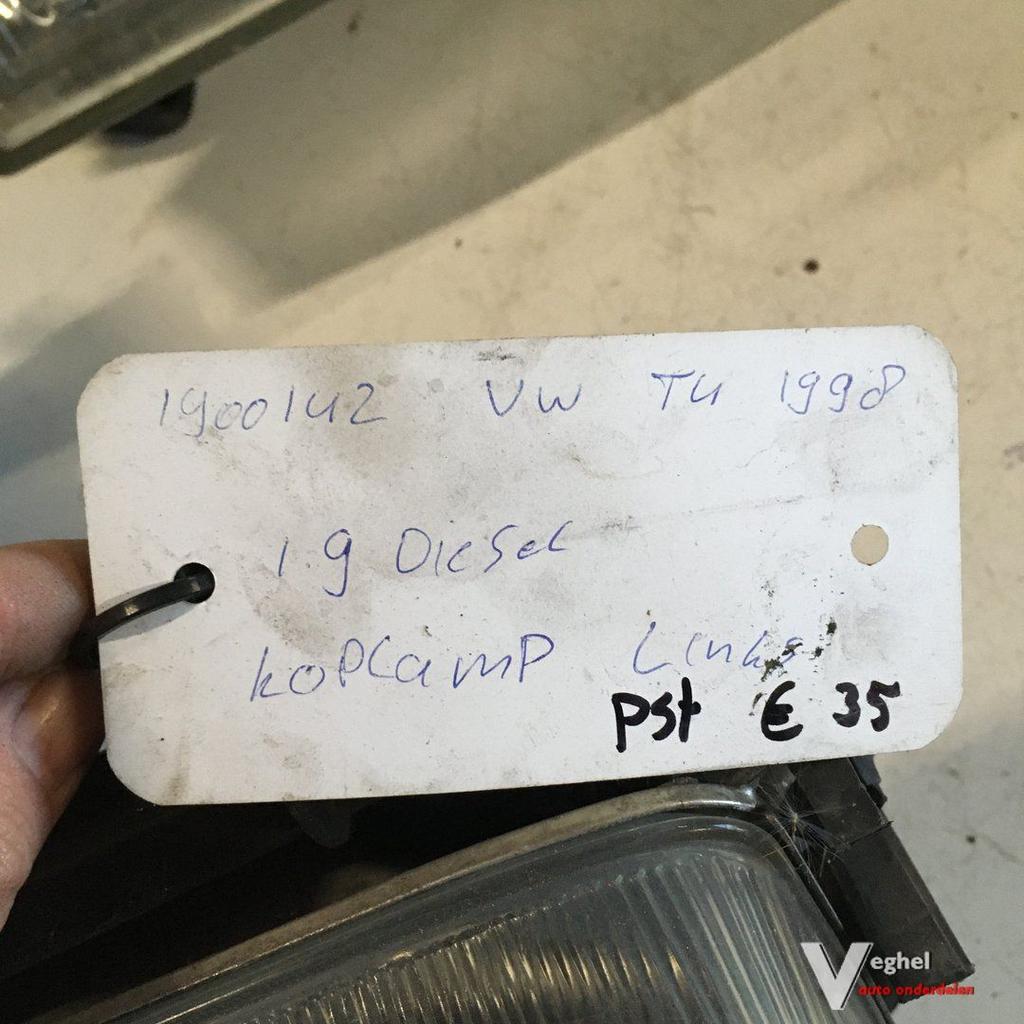 1900142 VW T4 1998
1.9 Diesel
koplamp Links
pst € 35
Veghel
auto onderdelen